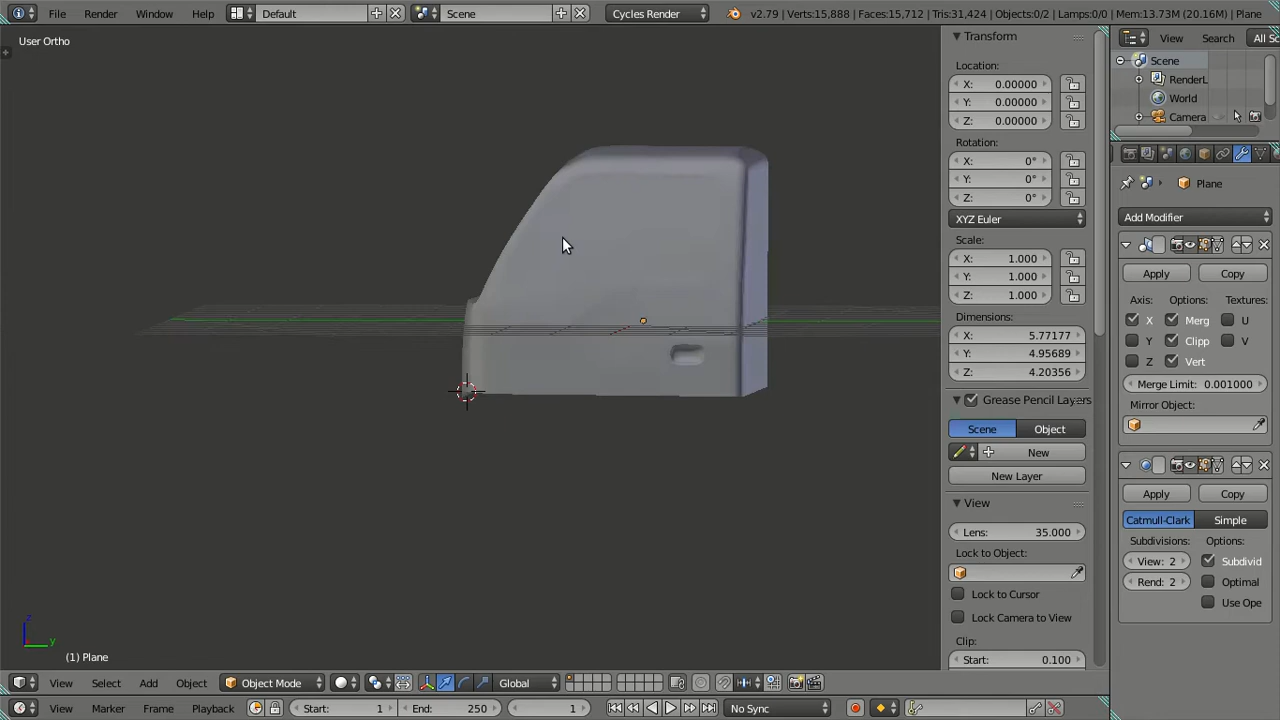 File Render Window Help Default Scene Cycles Render v2.79 | Verts:15,888 | Faces:15,712 | Tris:31,424 | Objects:0/2 | Lamps:0/0 | Mem:13.73M (20.16M) | Plane
User Ortho
Transform
Location:
X: 0.00000
Y: 0.00000
Z: 0.00000
Rotation:
X: 0°
Y: 0°
Z: 0°
XYZ Euler
Scale:
X: 1.000
Y: 1.000
Z: 1.000
Dimensions:
X: 5.77177
Y: 4.95689
Z: 4.20356
Grease Pencil Layers
Scene Object
New
New Layer
View
Lens: 35.000
Lock to Object:
Lock to Cursor
Lock Camera to View
Clip:
Start: 0.100
View Search All Sc
Scene
RenderL
World
Camera
Plane
Add Modifier
Apply Copy
Axis: Options: Textures:
X Merg U
Y Clipp V
Z Vert
Merge Limit: 0.001000
Mirror Object:
Apply Copy
Catmull-Clark Simple
Subdivisions: Options:
View: 2 Subdivid
Rend: 2 Optimal
Use Ope
z
y
(1) Plane
View Select Add Object Object Mode Global
View Marker Frame Playback Start: 1 End: 250 1 No Sync